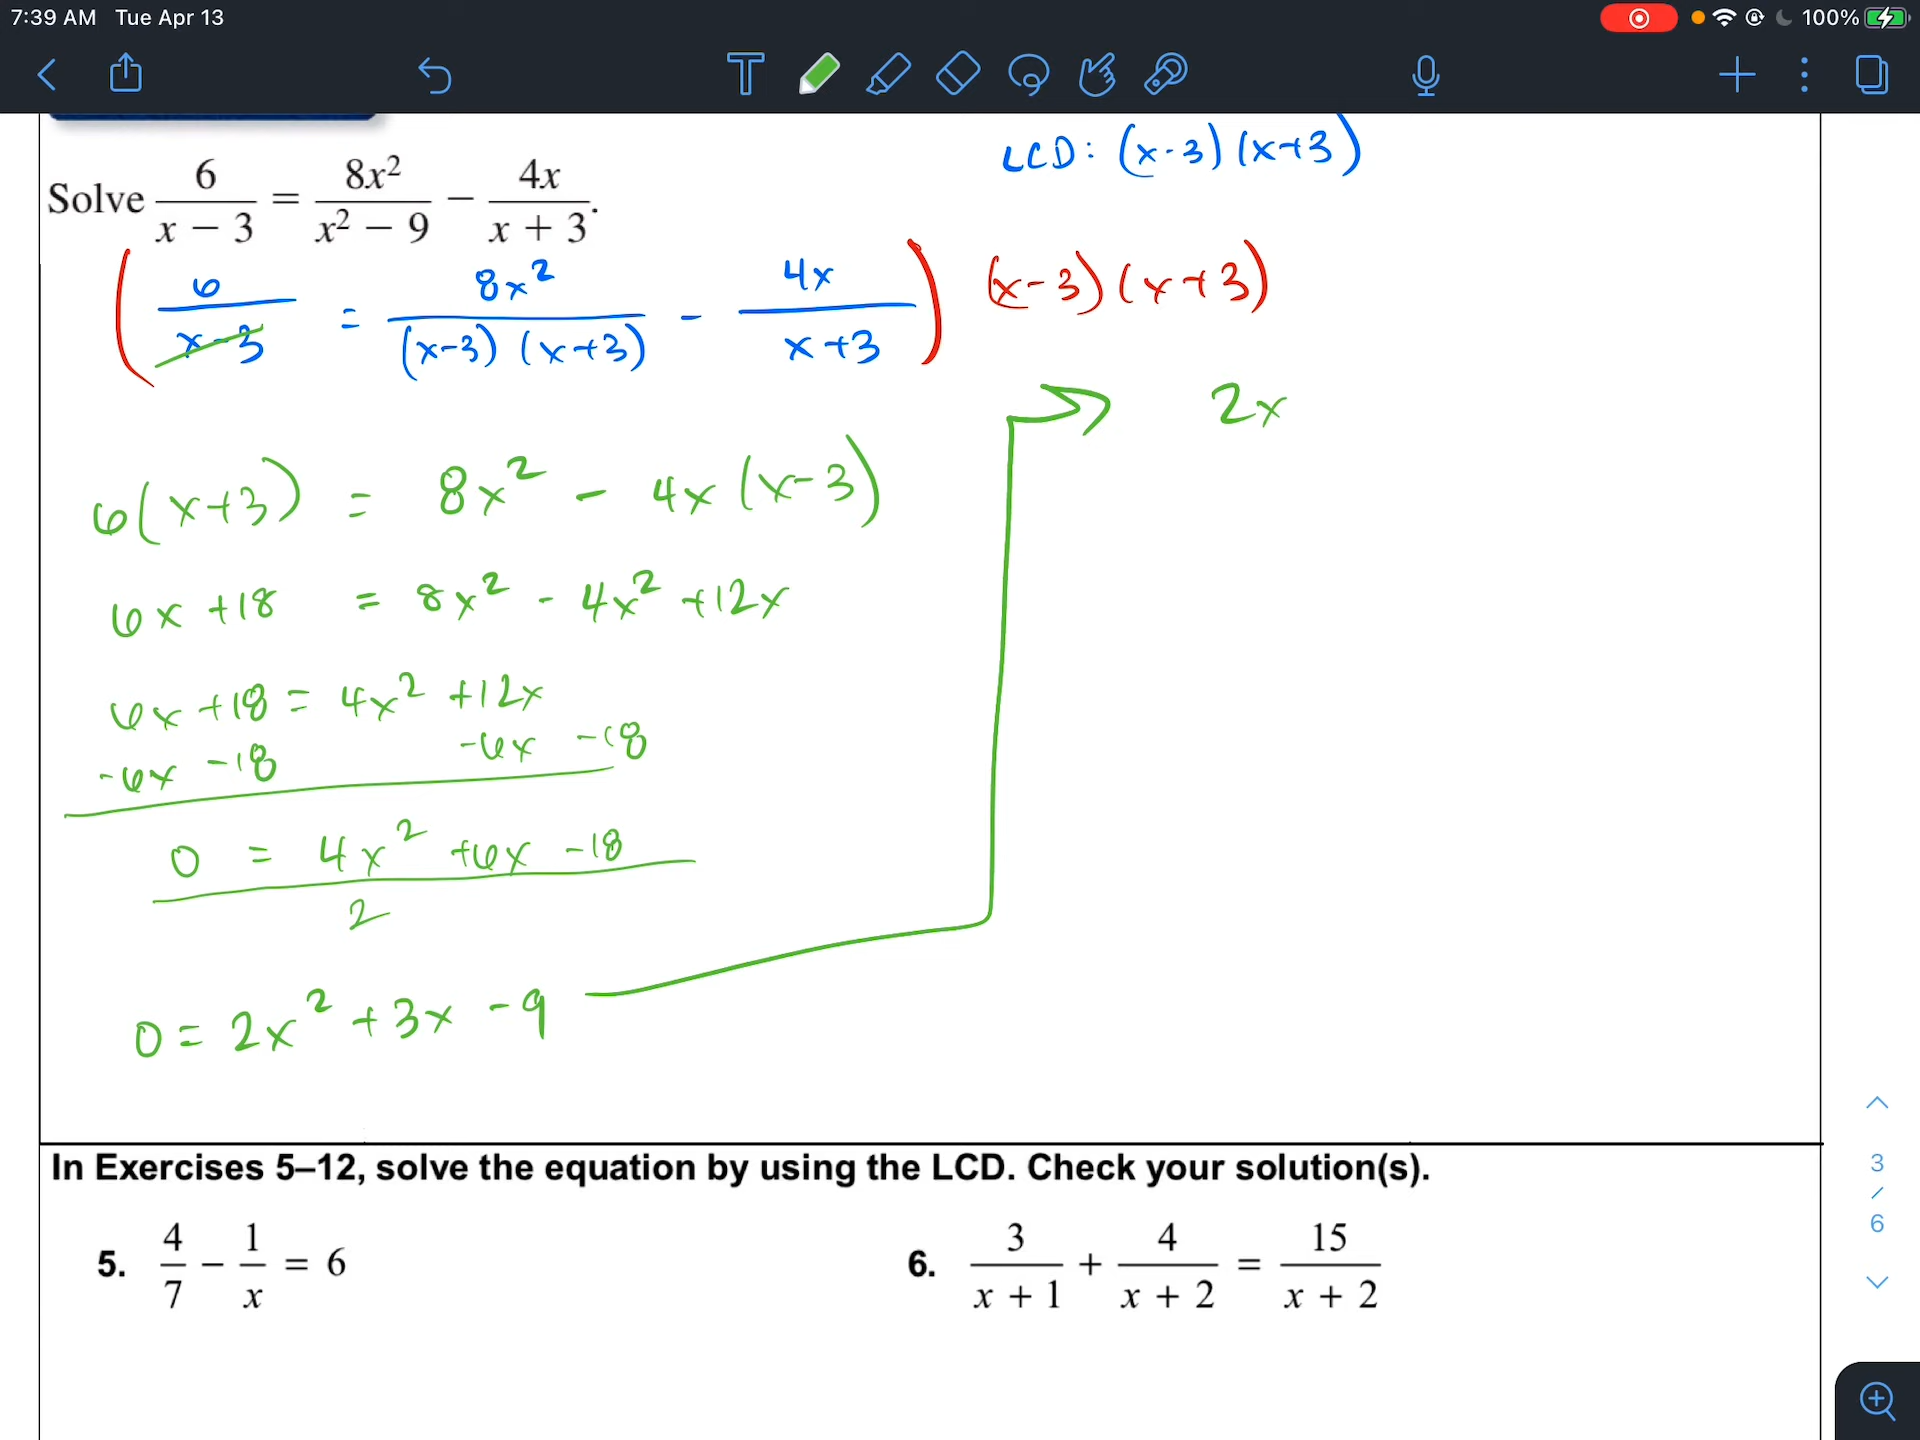 7:39 AM Tue Apr 13
100%
LCD: (x-3)(x+3)
Solve 6/(x − 3) = 8x²/(x² − 9) − 4x/(x + 3).
( 6/(x-3) = 8x²/((x-3)(x+3)) - 4x/(x+3) ) (x-3)(x+3)
2x
6(x+3) = 8x² - 4x(x-3)
6x +18 = 8x² - 4x² +12x
6x +18 = 4x² +12x
-6x -18 -6x -18
0 = 4x² +6x -18
2
0 = 2x² +3x -9
In Exercises 5–12, solve the equation by using the LCD. Check your solution(s).
5. 4/7 − 1/x = 6
6. 3/(x + 1) + 4/(x + 2) = 15/(x + 2)
3
/
6